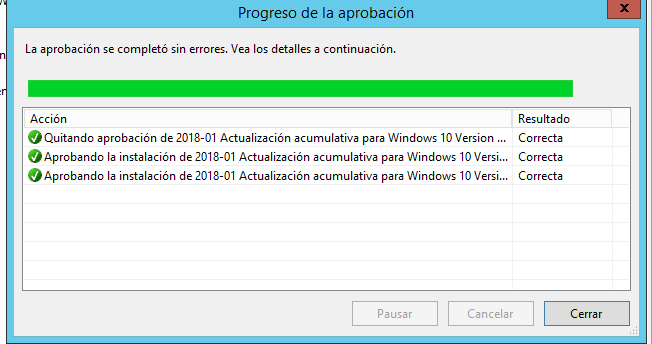 Progreso de la aprobación
x
La aprobación se completó sin errores. Vea los detalles a continuación.
Acción Resultado
Quitando aprobación de 2018-01 Actualización acumulativa para Windows 10 Version ... Correcta
Aprobando la instalación de 2018-01 Actualización acumulativa para Windows 10 Versi... Correcta
Aprobando la instalación de 2018-01 Actualización acumulativa para Windows 10 Versi... Correcta
Pausar Cancelar Cerrar